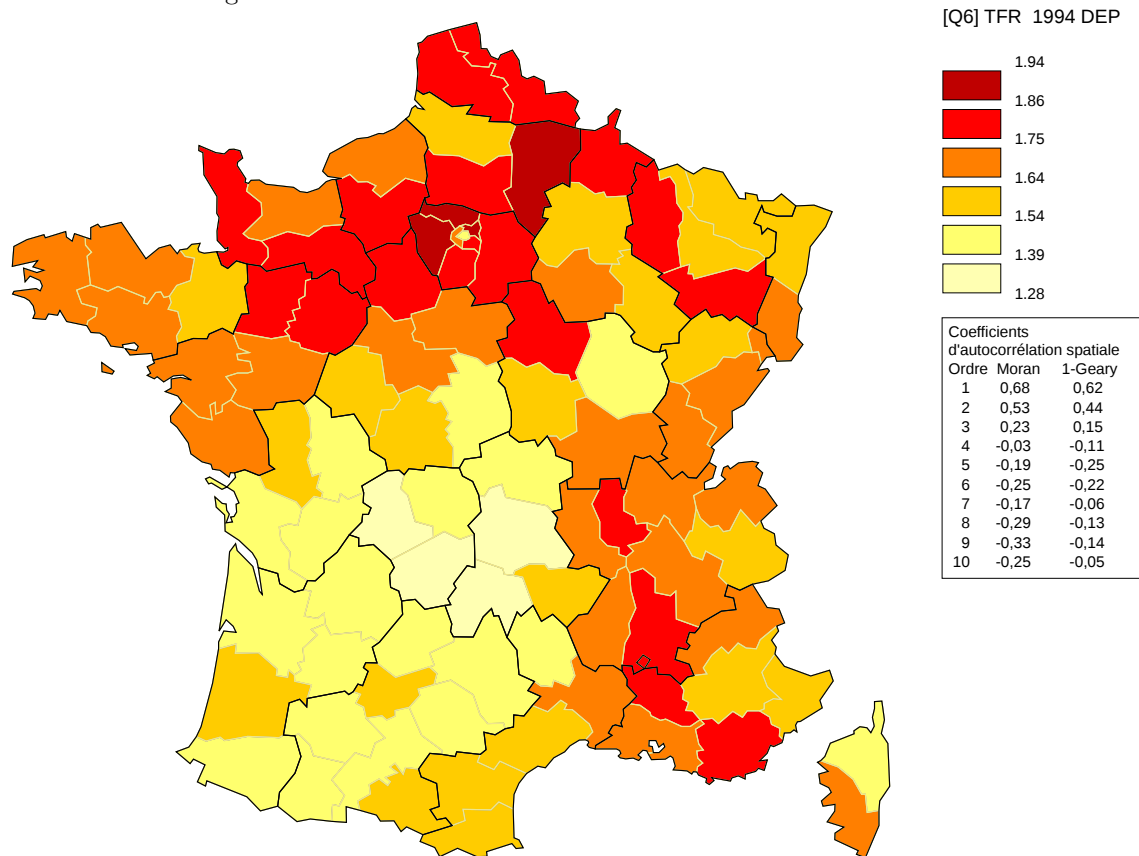 [Q6] TFR 1994 DEP
1.94
1.86
1.75
1.64
1.54
1.39
1.28
Coefficients
d'autocorrélation spatiale
Ordre Moran 1-Geary
1 0,68 0,62
2 0,53 0,44
3 0,23 0,15
4 -0,03 -0,11
5 -0,19 -0,25
6 -0,25 -0,22
7 -0,17 -0,06
8 -0,29 -0,13
9 -0,33 -0,14
10 -0,25 -0,05